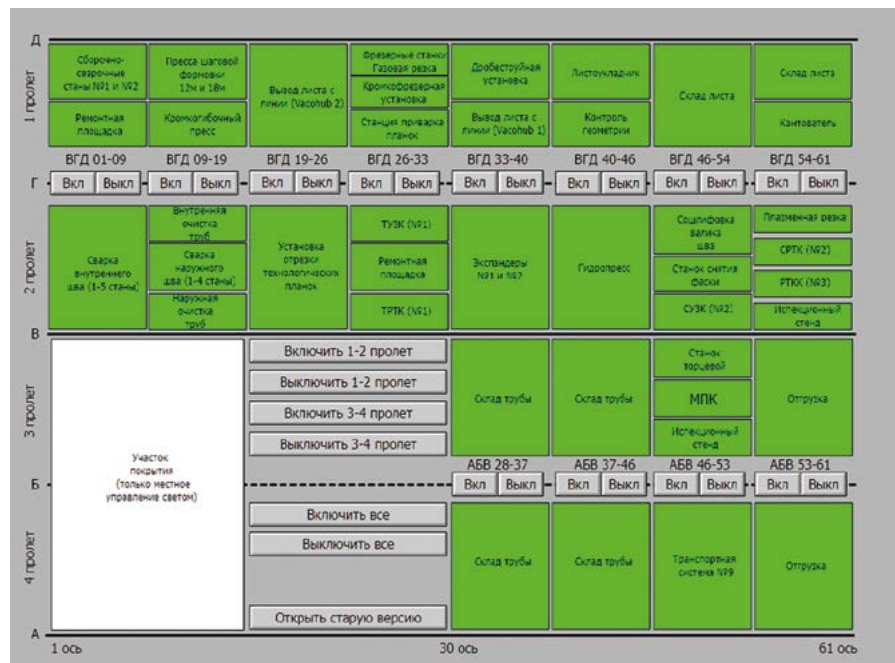 Д
1 пролет
Сборочно-
сварочные
станы №1 и №2
Пресса шаговой
формовки
12м и 18м
Вывод листа с
линии (Vacohub 2)
Фрезерные станки
Газовая резка
Кромкофрезерная
установка
Станция приварка
планок
Дробеструйная
установка
Листоукладчик
Склад листа
Склад листа
Ремонтная
площадка
Кромкогибочный
пресс
Вывод листа с
линии (Vacohub 1)
Контроль
геометрии
Кантователь
ВГД 01-09 ВГД 09-19 ВГД 19-26 ВГД 26-33 ВГД 33-40 ВГД 40-46 ВГД 46-54 ВГД 54-61
Г Вкл Выкл Вкл Выкл Вкл Выкл Вкл Выкл Вкл Выкл Вкл Выкл Вкл Выкл Вкл Выкл
2 пролет
Сварка
внутреннего
шва (1-5 станы)
Внутренняя
очистка
труб
Сварка
наружного
шва (1-4 станы)
Наружная
очистка
труб
Установка
отрезки
технологических
планок
ТУЗК (№1)
Ремонтная
площадка
ТРТК (№1)
Экспандеры
№1 и №2
Гидропресс
Сошлифовка
валика
шва
Станок снятия
фаски
СУЗК (№2)
Плазменная резка
СРТК (№2)
РТКК (№3)
Испекционный
стенд
В
3 пролет
Включить 1-2 пролет
Выключить 1-2 пролет
Включить 3-4 пролет
Выключить 3-4 пролет
Склад трубы
Склад трубы
Станок
торцевой
МПК
Испекционный
стенд
Отгрузка
Участок
покрытия
(только местное
управление светом)
АБВ 28-37 АБВ 37-46 АБВ 46-53 АБВ 53-61
Б Вкл Выкл Вкл Выкл Вкл Выкл Вкл Выкл
4 пролет
Включить все
Выключить все
Открыть старую версию
Склад трубы
Склад трубы
Транспортная
система №9
Отгрузка
А
1 ось 30 ось 61 ось